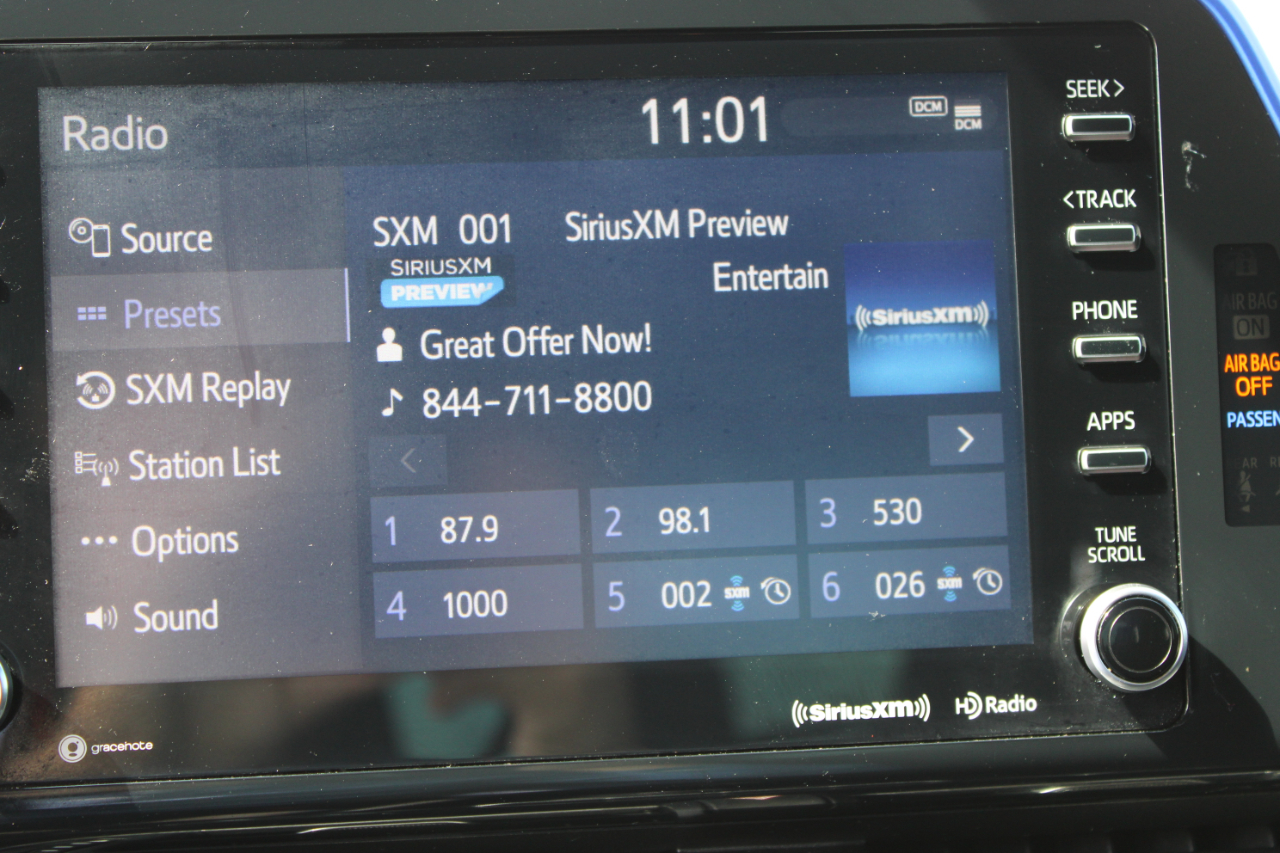 SEEK>
Radio
11:01
DCM
DCM
<TRACK
Source
SXM 001 SiriusXM Preview
SIRIUSXM
PREVIEW
Entertain
((SiriusXM))
PHONE
AIR BAG
ON
AIR BAG
OFF
PASSEN
Presets
Great Offer Now!
SXM Replay
844-711-8800
APPS
Station List
< >
1 87.9
2 98.1
3 530
TUNE
SCROLL
Options
4 1000
5 002 sxm
6 026 sxm
Sound
((SiriusXM))
HD Radio
gracenote